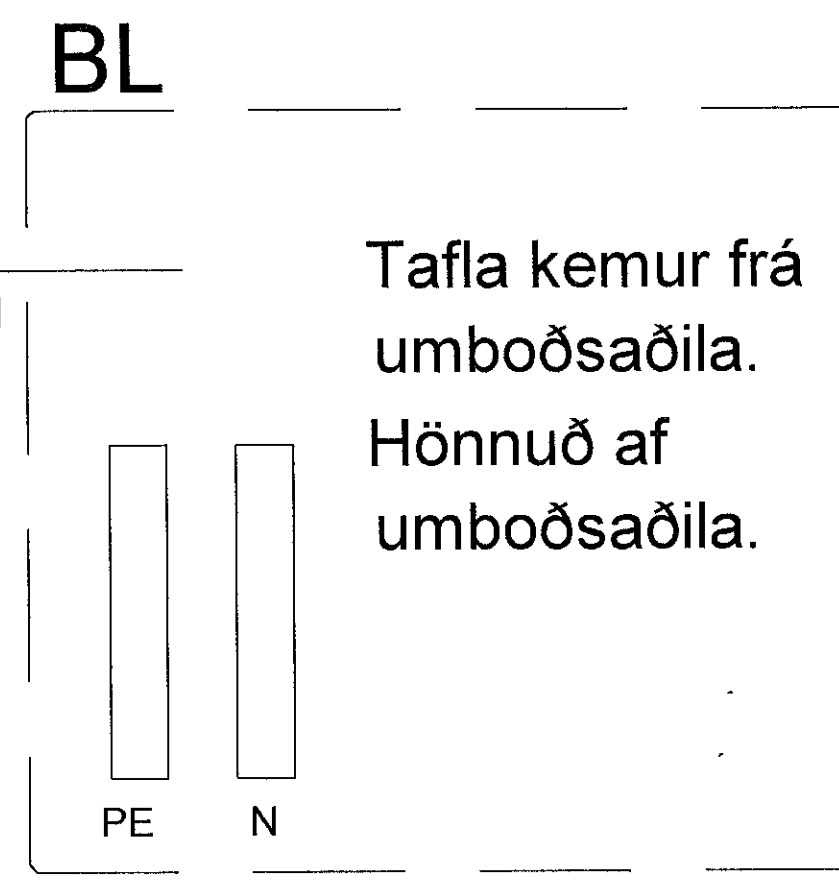 BL
Tafla kemur frá
umboðsaðila.
Hönnuð af
umboðsaðila.
PE N